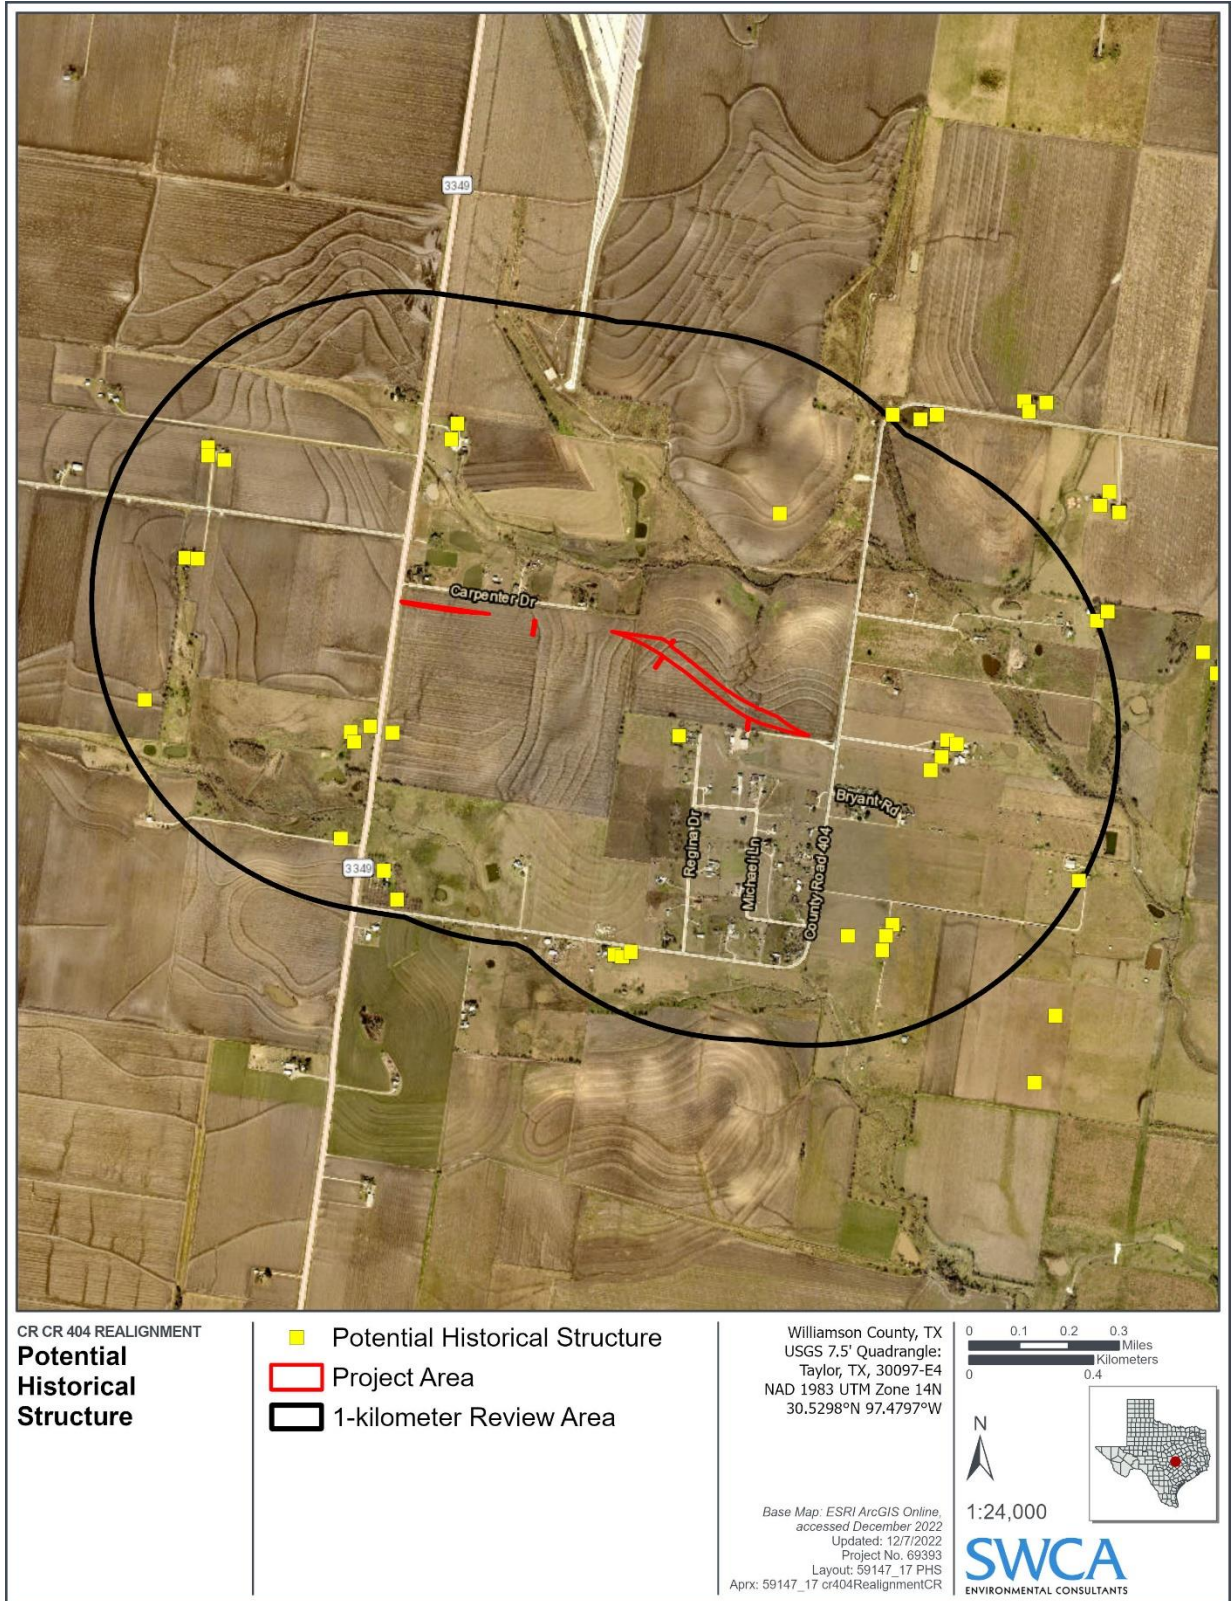 3349
Carpenter Dr
Bryant Rd
Regina Dr
Michael Ln
County Road 404
3349
CR CR 404 REALIGNMENT
Potential
Historical
Structure
Potential Historical Structure
Project Area
1-kilometer Review Area
Williamson County, TX
USGS 7.5' Quadrangle:
Taylor, TX, 30097-E4
NAD 1983 UTM Zone 14N
30.5298°N 97.4797°W
Base Map: ESRI ArcGIS Online,
accessed December 2022
Updated: 12/7/2022
Project No. 69393
Layout: 59147_17 PHS
Aprx: 59147_17 cr404RealignmentCR
0 0.1 0.2 0.3
Miles
Kilometers
0 0.4
N
1:24,000
SWCA
ENVIRONMENTAL CONSULTANTS